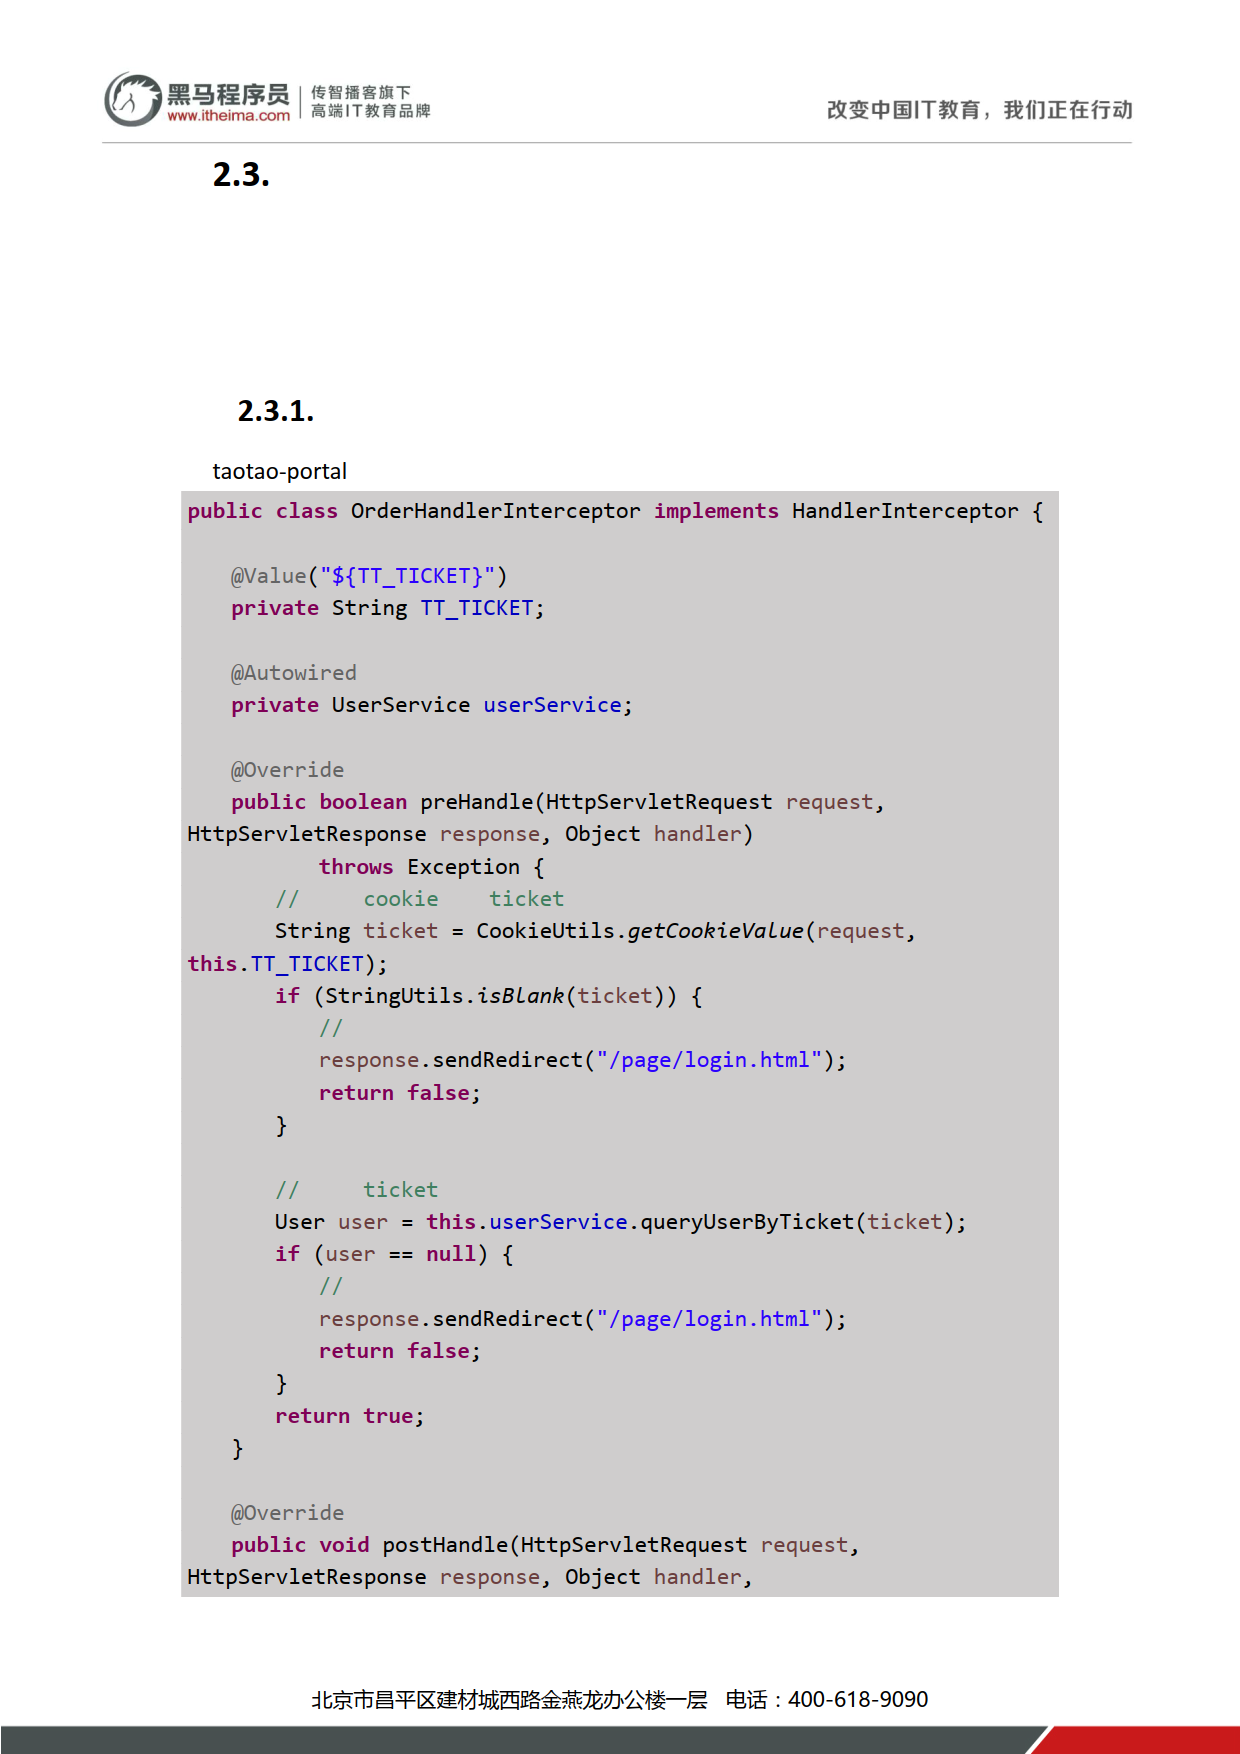 黑马程序员
www.itheima.com
传智播客旗下
高端IT教育品牌
改变中国IT教育，我们正在行动
2.3.
2.3.1.
taotao-portal
public class OrderHandlerInterceptor implements HandlerInterceptor {
@Value("${TT_TICKET}")
private String TT_TICKET;
@Autowired
private UserService userService;
@Override
public boolean preHandle(HttpServletRequest request,
HttpServletResponse response, Object handler)
throws Exception {
// cookie ticket
String ticket = CookieUtils.getCookieValue(request,
this.TT_TICKET);
if (StringUtils.isBlank(ticket)) {
//
response.sendRedirect("/page/login.html");
return false;
}
// ticket
User user = this.userService.queryUserByTicket(ticket);
if (user == null) {
//
response.sendRedirect("/page/login.html");
return false;
}
return true;
}
@Override
public void postHandle(HttpServletRequest request,
HttpServletResponse response, Object handler,
北京市昌平区建材城西路金燕龙办公楼一层 电话：400-618-9090